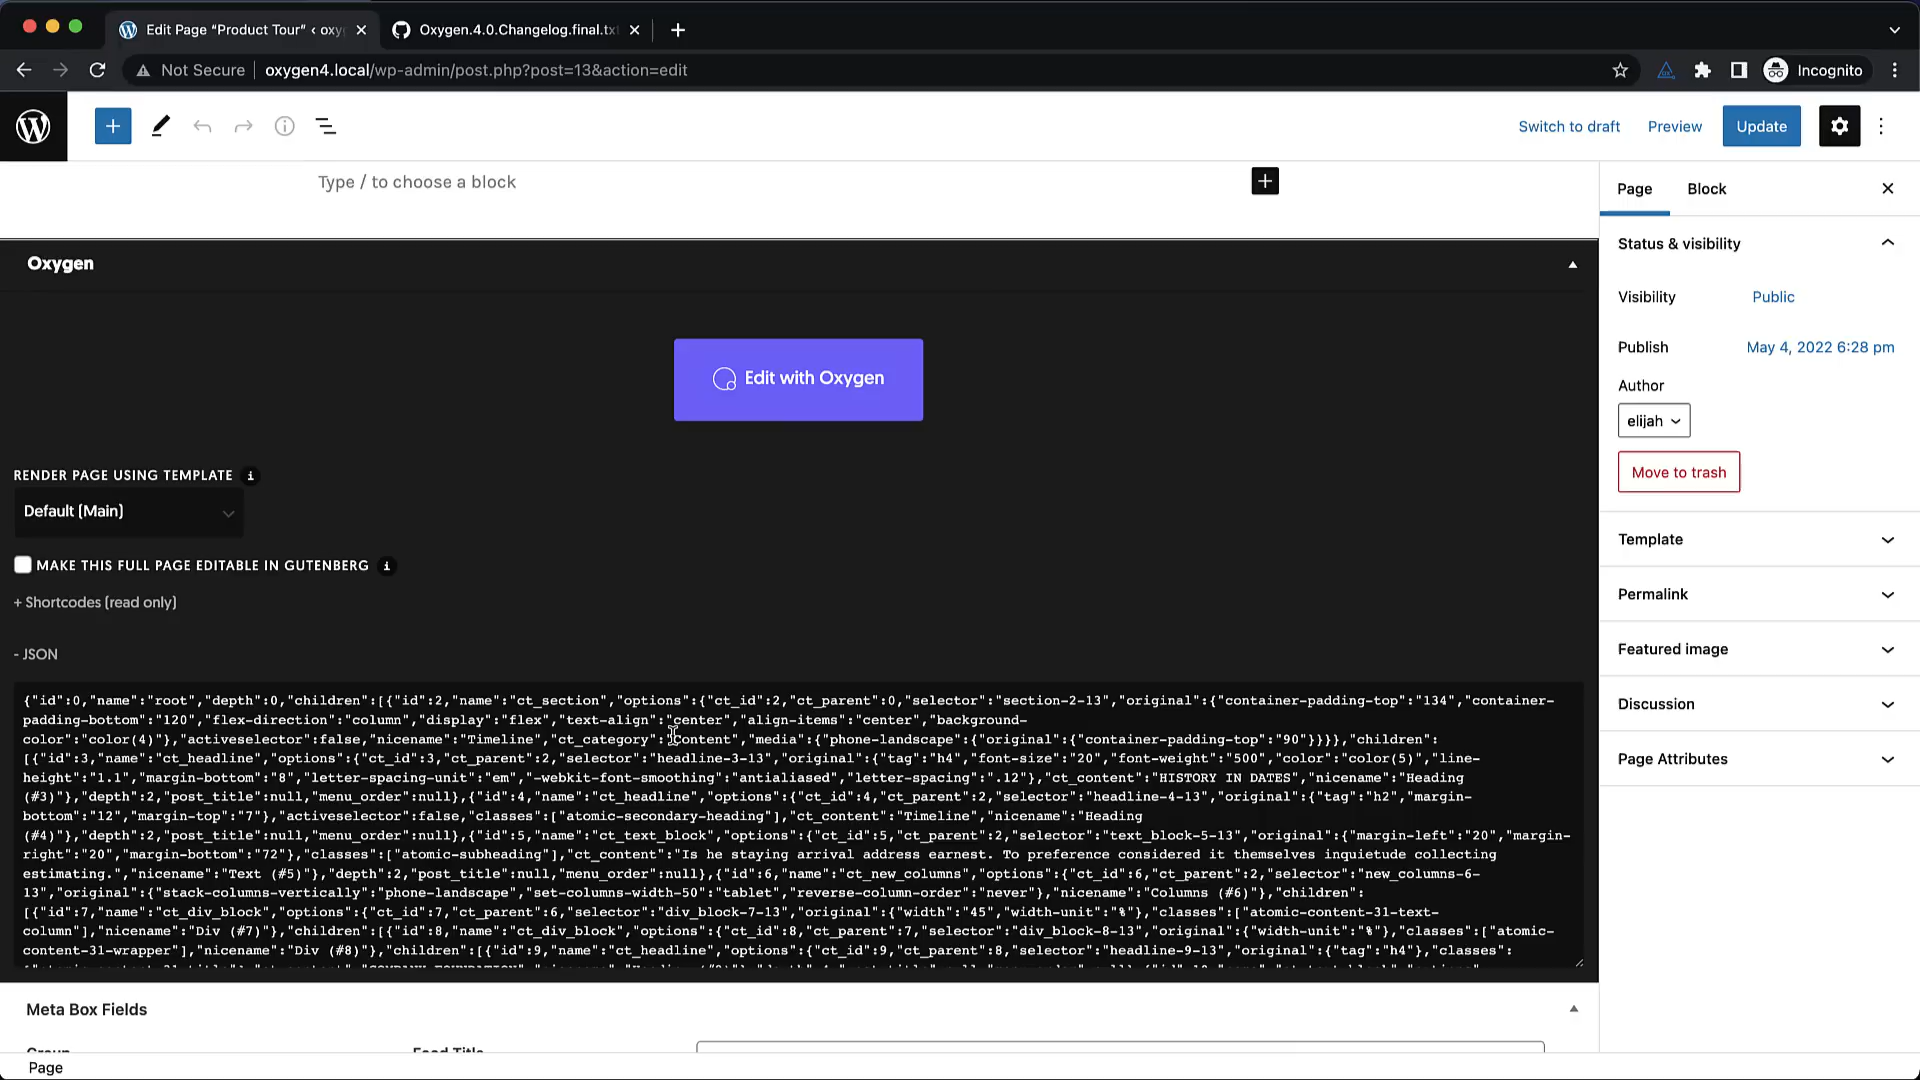 Edit Page “Product Tour” ‹ oxy
Oxygen.4.0.Changelog.final.tx
Not Secure
oxygen4.local/wp-admin/post.php?post=13&action=edit
Incognito
Switch to draft
Preview
Update
Type / to choose a block
Page
Block
Status & visibility
Visibility
Public
Publish
May 4, 2022 6:28 pm
Author
elijah
Move to trash
Template
Permalink
Featured image
Discussion
Page Attributes
Oxygen
Edit with Oxygen
RENDER PAGE USING TEMPLATE
Default (Main)
MAKE THIS FULL PAGE EDITABLE IN GUTENBERG
+ Shortcodes (read only)
- JSON
{"id":0,"name":"root","depth":0,"children":[{"id":2,"name":"ct_section","options":{"ct_id":2,"ct_parent":0,"selector":"section-2-13","original":{"container-padding-top":"134","container-
padding-bottom":"120","flex-direction":"column","display":"flex","text-align":"center","align-items":"center","background-
color":"color(4)"},"activeselector":false,"nicename":"Timeline","ct_category":"Content","media":{"phone-landscape":{"original":{"container-padding-top":"90"}}}},"children":
[{"id":3,"name":"ct_headline","options":{"ct_id":3,"ct_parent":2,"selector":"headline-3-13","original":{"tag":"h4","font-size":"20","font-weight":"500","color":"color(5)","line-
height":"1.1","margin-bottom":"8","letter-spacing-unit":"em","-webkit-font-smoothing":"antialiased","letter-spacing":".12"},"ct_content":"HISTORY IN DATES","nicename":"Heading
(#3)"},"depth":2,"post_title":null,"menu_order":null},{"id":4,"name":"ct_headline","options":{"ct_id":4,"ct_parent":2,"selector":"headline-4-13","original":{"tag":"h2","margin-
bottom":"12","margin-top":"7"},"activeselector":false,"classes":["atomic-secondary-heading"],"ct_content":"Timeline","nicename":"Heading
(#4)"},"depth":2,"post_title":null,"menu_order":null},{"id":5,"name":"ct_text_block","options":{"ct_id":5,"ct_parent":2,"selector":"text_block-5-13","original":{"margin-left":"20","margin-
right":"20","margin-bottom":"72"},"classes":["atomic-subheading"],"ct_content":"Is he staying arrival address earnest. To preference considered it themselves inquietude collecting
estimating.","nicename":"Text (#5)"},"depth":2,"post_title":null,"menu_order":null},{"id":6,"name":"ct_new_columns","options":{"ct_id":6,"ct_parent":2,"selector":"new_columns-6-
13","original":{"stack-columns-vertically":"phone-landscape","set-columns-width-50":"tablet","reverse-column-order":"never"},"nicename":"Columns (#6)"},"children":
[{"id":7,"name":"ct_div_block","options":{"ct_id":7,"ct_parent":6,"selector":"div_block-7-13","original":{"width":"45","width-unit":"%"},"classes":["atomic-content-31-text-
column"],"nicename":"Div (#7)"},"children":[{"id":8,"name":"ct_div_block","options":{"ct_id":8,"ct_parent":7,"selector":"div_block-8-13","original":{"width-unit":"%"},"classes":["atomic-
content-31-wrapper"],"nicename":"Div (#8)"},"children":[{"id":9,"name":"ct_headline","options":{"ct_id":9,"ct_parent":8,"selector":"headline-9-13","original":{"tag":"h4"},"classes":
Meta Box Fields
Group
Feed Title
Page